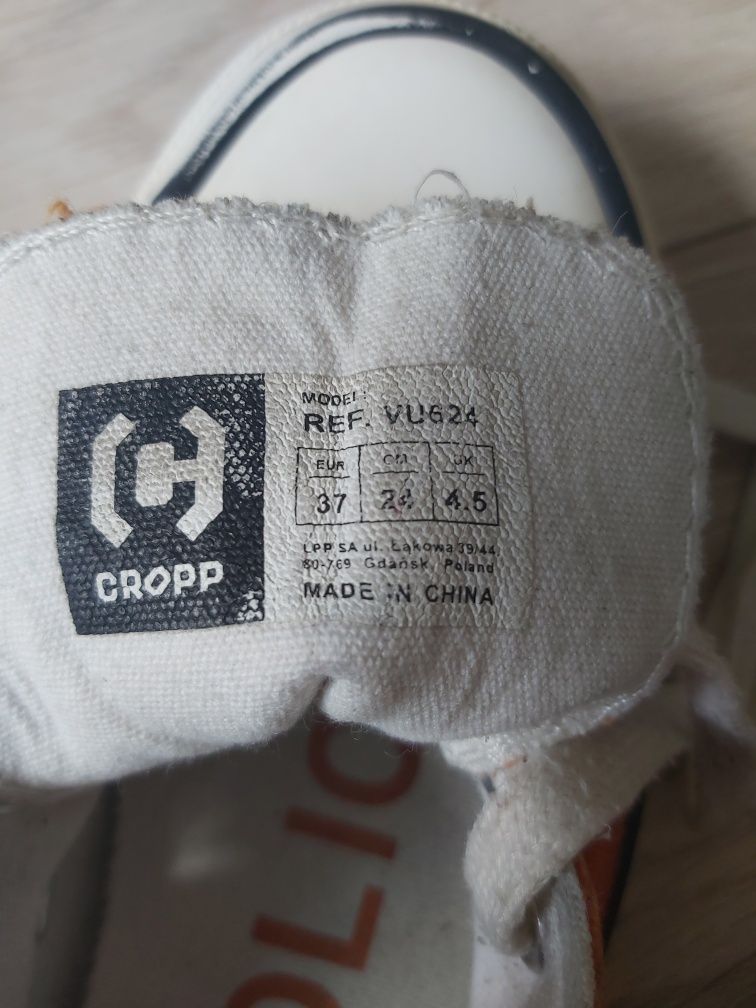 MODEL:
REF. VU624
EUR CM UK
37 24 4.5
LPP SA ul. Łąkowa 39/44,
80-769 Gdańsk, Poland
MADE IN CHINA
CROPP
OLIC